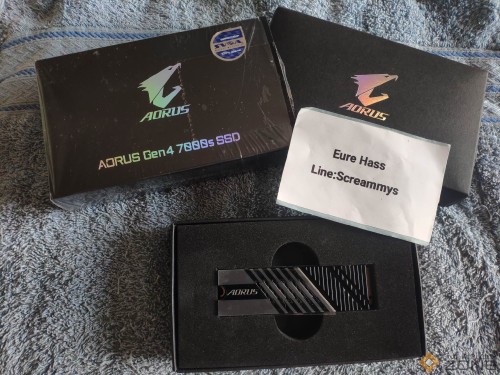 AORUS
AORUS Gen4 7000s SSD
AORUS
Eure Hass
Line:Screammys
AORUS